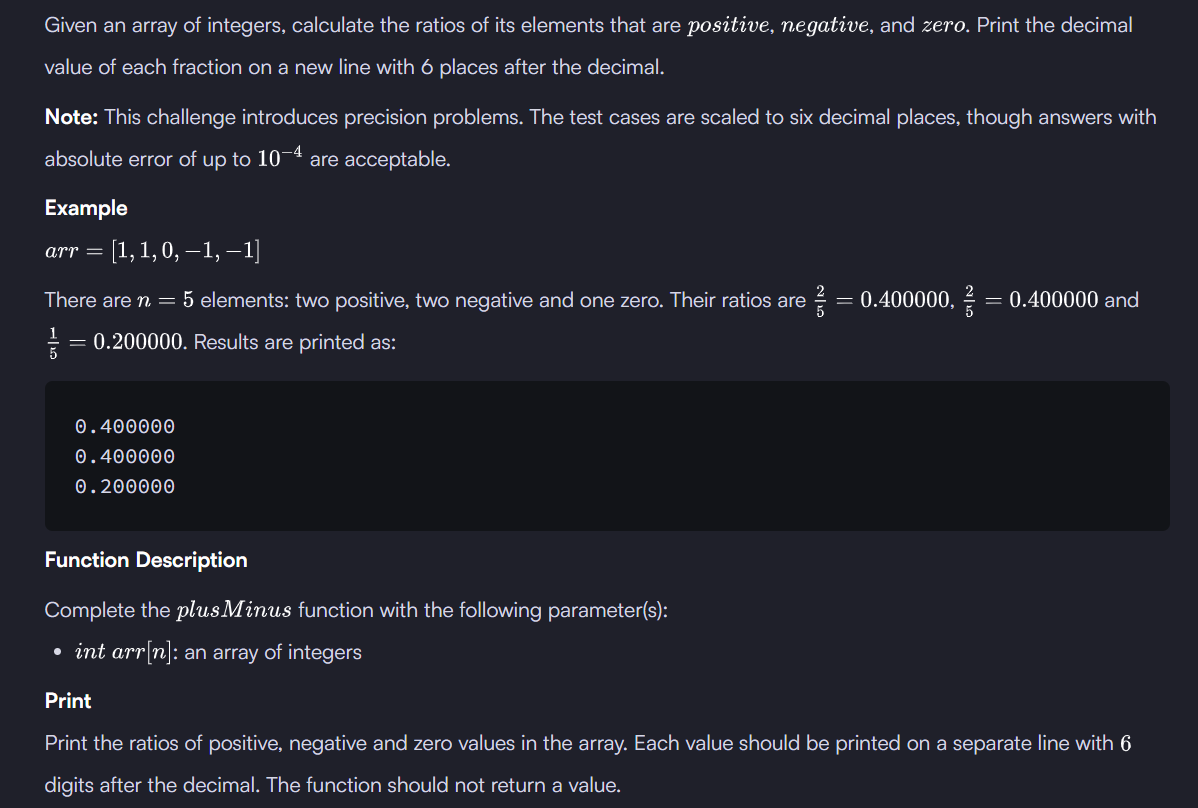 Given an array of integers, calculate the ratios of its elements that are positive, negative, and zero. Print the decimal
value of each fraction on a new line with 6 places after the decimal.
Note: This challenge introduces precision problems. The test cases are scaled to six decimal places, though answers with
absolute error of up to 10⁻⁴ are acceptable.
Example
arr = [1, 1, 0, −1, −1]
There are n = 5 elements: two positive, two negative and one zero. Their ratios are 2/5 = 0.400000, 2/5 = 0.400000 and
1/5 = 0.200000. Results are printed as:
0.400000
0.400000
0.200000
Function Description
Complete the plusMinus function with the following parameter(s):
• int arr[n]: an array of integers
Print
Print the ratios of positive, negative and zero values in the array. Each value should be printed on a separate line with 6
digits after the decimal. The function should not return a value.